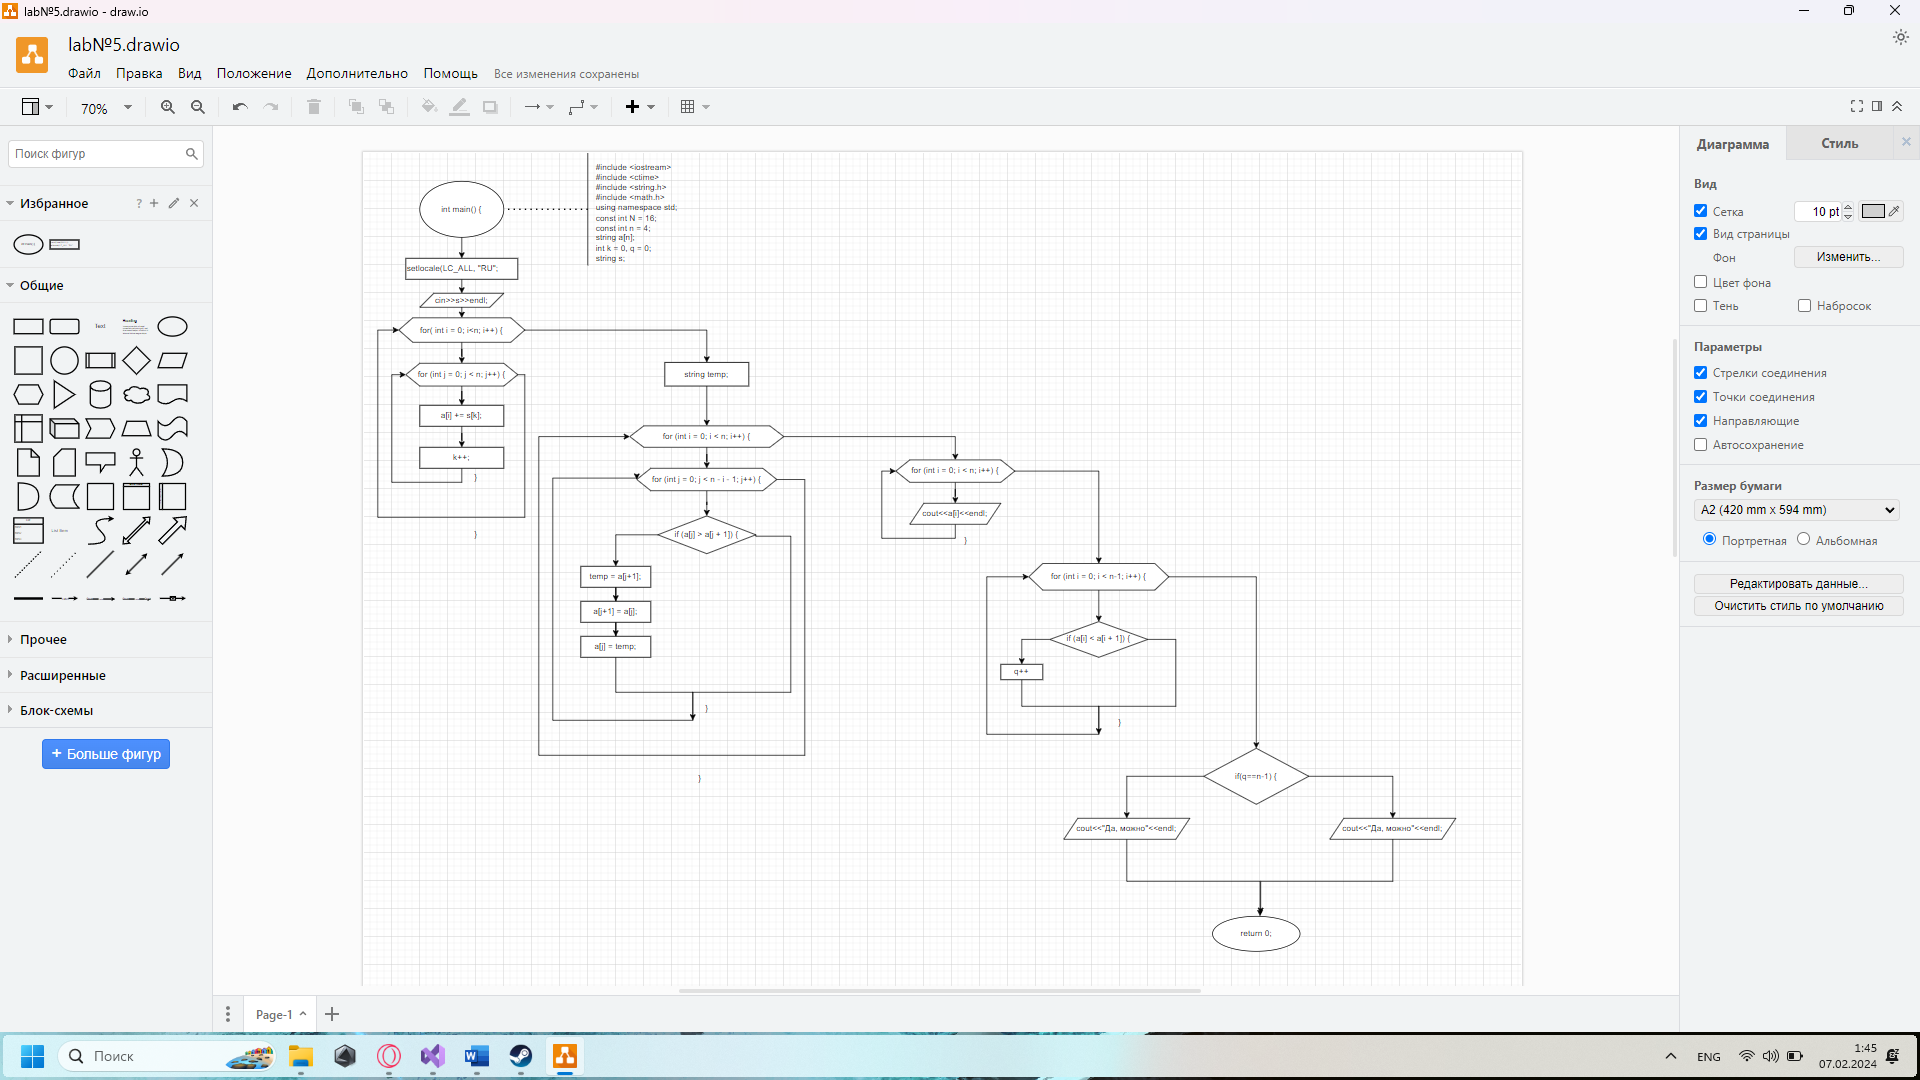 labNº5.drawio - draw.io
labNº5.drawio
Файл Правка Вид Положение Дополнительно Помощь Все изменения сохранены
70%
Поиск фигур
Избранное
?
int main() {
Общие
Text
Heading
List
List Item
Прочее
Расширенные
Блок-схемы
+ Больше фигур
#include <iostream>
#include <ctime>
#include <string.h>
#include <math.h>
using namespace std;
const int N = 16;
const int n = 4;
string a[n];
int k = 0, q = 0;
string s;
int main() {
setlocale(LC_ALL, "RU";
cin>>s>>endl;
for( int i = 0; i<n; i++) {
for (int j = 0; j < n; j++) {
a[i] += s[k];
k++;
}
}
string temp;
for (int i = 0; i < n; i++) {
for (int j = 0; j < n - i - 1; j++) {
if (a[j] > a[j + 1]) {
temp = a[j+1];
a[j+1] = a[j];
a[j] = temp;
}
}
for (int i = 0; i < n; i++) {
cout<<a[i]<<endl;
}
for (int i = 0; i < n-1; i++) {
if (a[i] < a[i + 1]) {
q++
}
if(q==n-1) {
cout<<"Да, можно"<<endl;
cout<<"Да, можно"<<endl;
return 0;
Диаграмма Стиль
Вид
Сетка 10 pt
Вид страницы
Фон Изменить...
Цвет фона
Тень Набросок
Параметры
Стрелки соединения
Точки соединения
Направляющие
Автосохранение
Размер бумаги
A2 (420 mm x 594 mm)
Портретная Альбомная
Редактировать данные...
Очистить стиль по умолчанию
Page-1
Поиск
ENG
1:45
07.02.2024